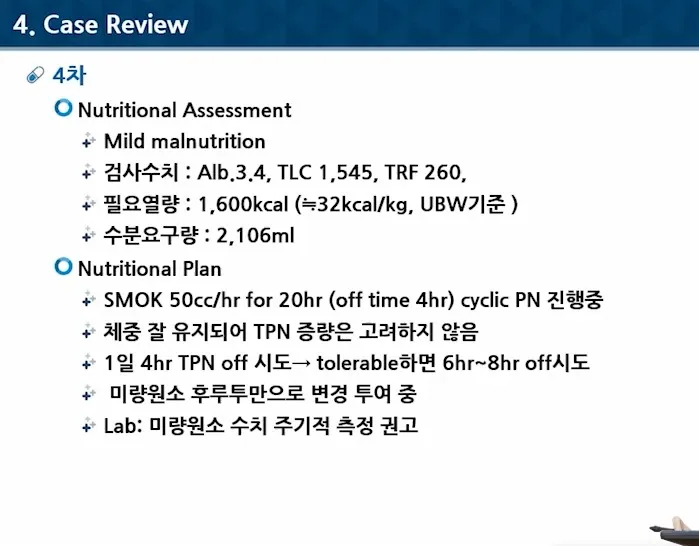 4. Case Review
4차
Nutritional Assessment
Mild malnutrition
검사수치 : Alb.3.4, TLC 1,545, TRF 260,
필요열량 : 1,600kcal (≒32kcal/kg, UBW기준 )
수분요구량 : 2,106ml
Nutritional Plan
SMOK 50cc/hr for 20hr (off time 4hr) cyclic PN 진행중
체중 잘 유지되어 TPN 증량은 고려하지 않음
1일 4hr TPN off 시도→ tolerable하면 6hr~8hr off시도
미량원소 후루투만으로 변경 투여 중
Lab: 미량원소 수치 주기적 측정 권고